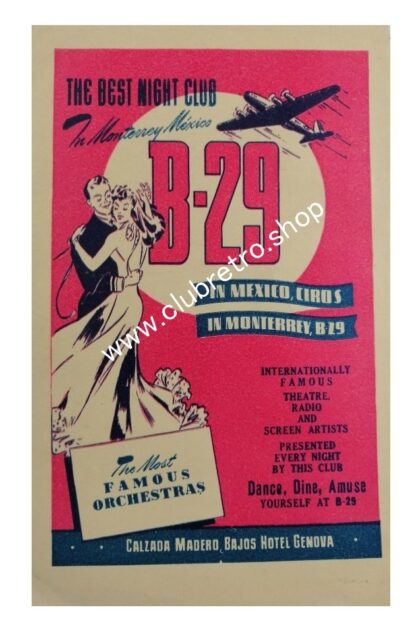 THE BEST NIGHT CLUB
In Monterrey México
B-29
IN MEXICO, CIRO'S
IN MONTERREY, B-29
INTERNATIONALLY
FAMOUS
THEATRE,
RADIO
AND
SCREEN ARTISTS
PRESENTED
EVERY NIGHT
BY THIS CLUB
Dance, Dine, Amuse
YOURSELF AT B-29
The Most
FAMOUS
ORCHESTRAS
CALZADA MADERO, BAJOS HOTEL GENOVA
www.clubretro.shop